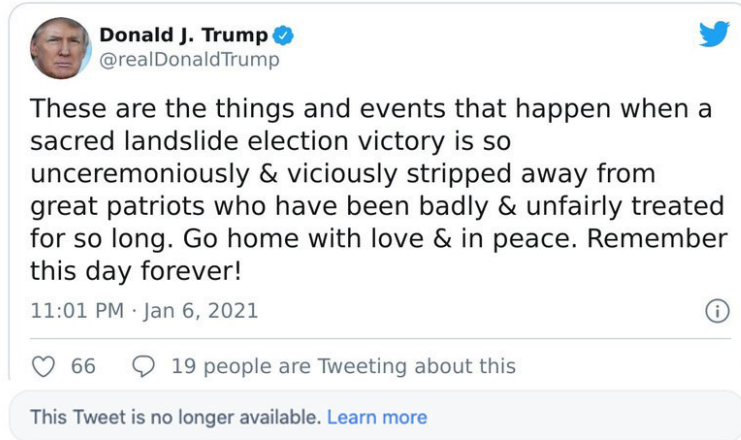 Donald J. Trump
@realDonaldTrump
These are the things and events that happen when a
sacred landslide election victory is so
unceremoniously & viciously stripped away from
great patriots who have been badly & unfairly treated
for so long. Go home with love & in peace. Remember
this day forever!
11:01 PM · Jan 6, 2021
66 19 people are Tweeting about this
This Tweet is no longer available. Learn more